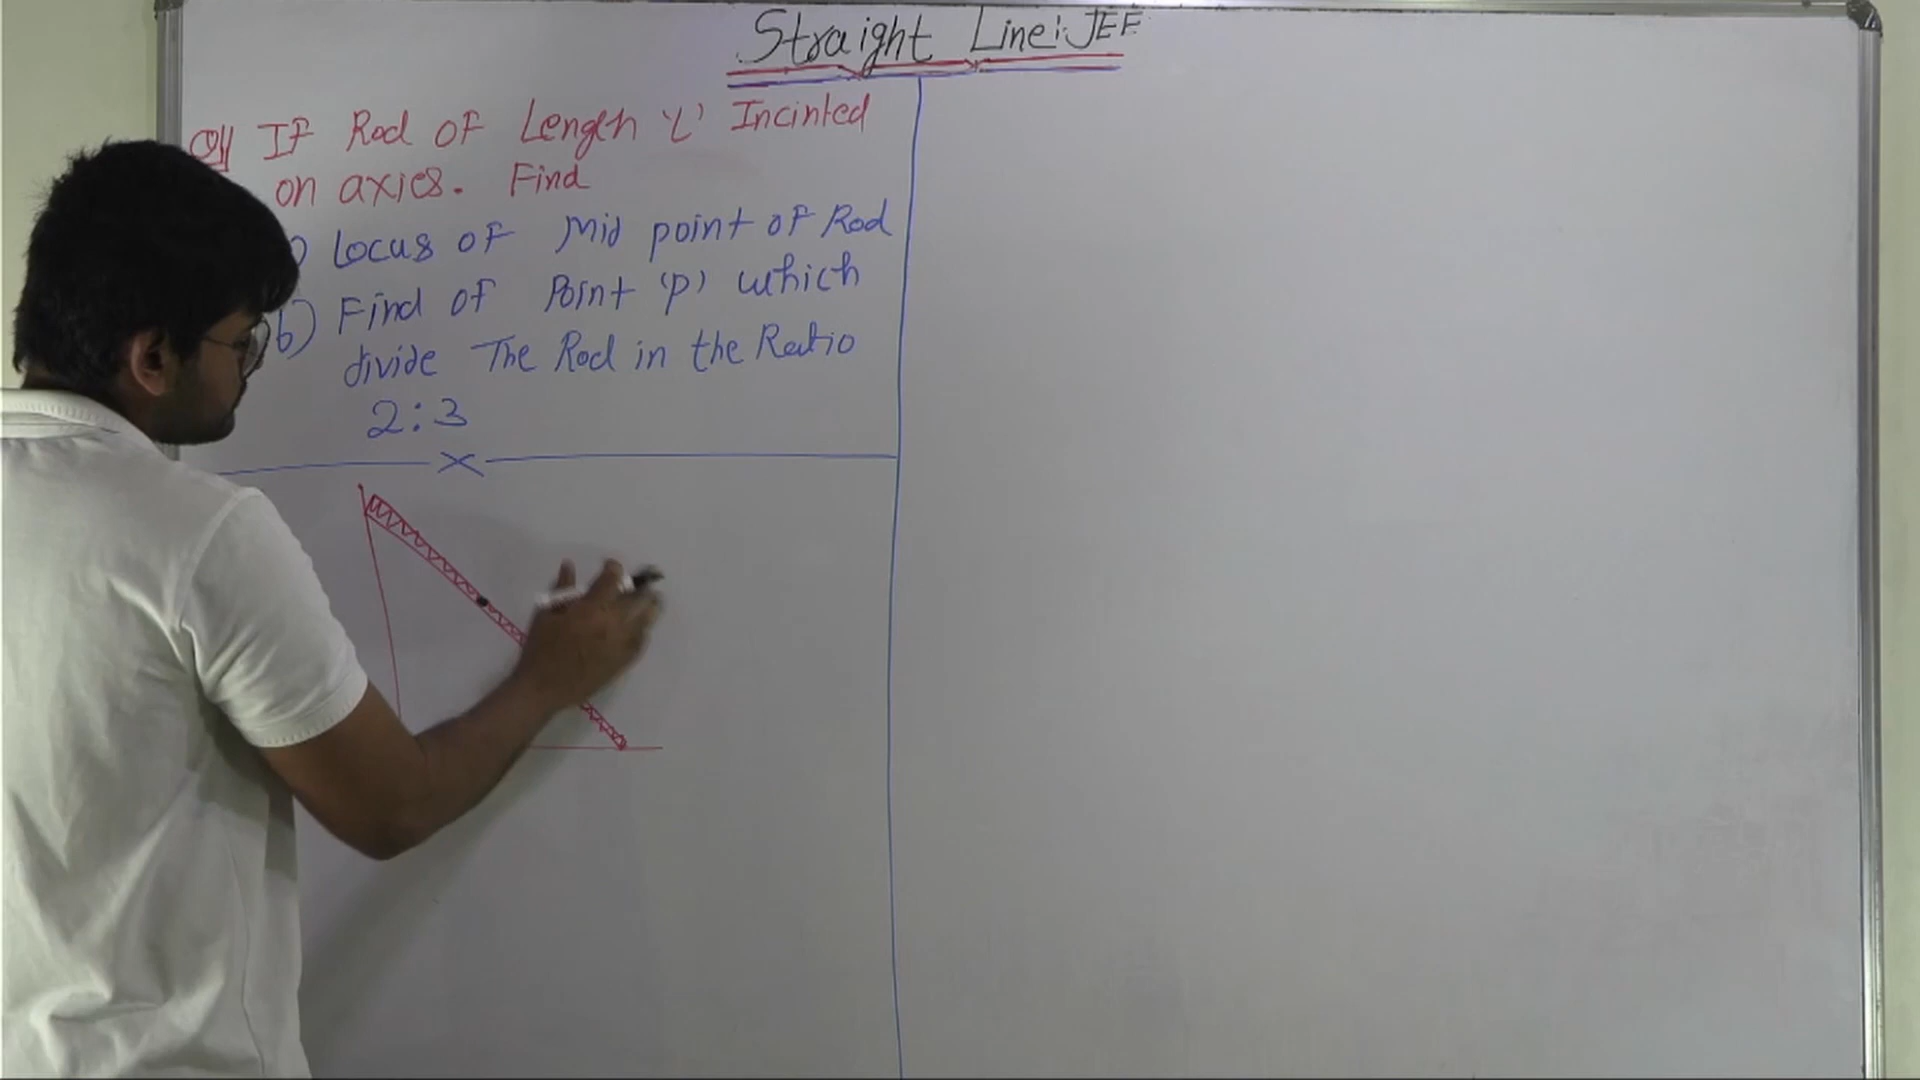 Straight Line: JEE
Q1 IF Rod OF Length 'L' Incinted
on axies. Find
) Locus OF Mid point OF Rod
b) Find OF Point 'P' which
divide The Rod in the Ratio
2:3